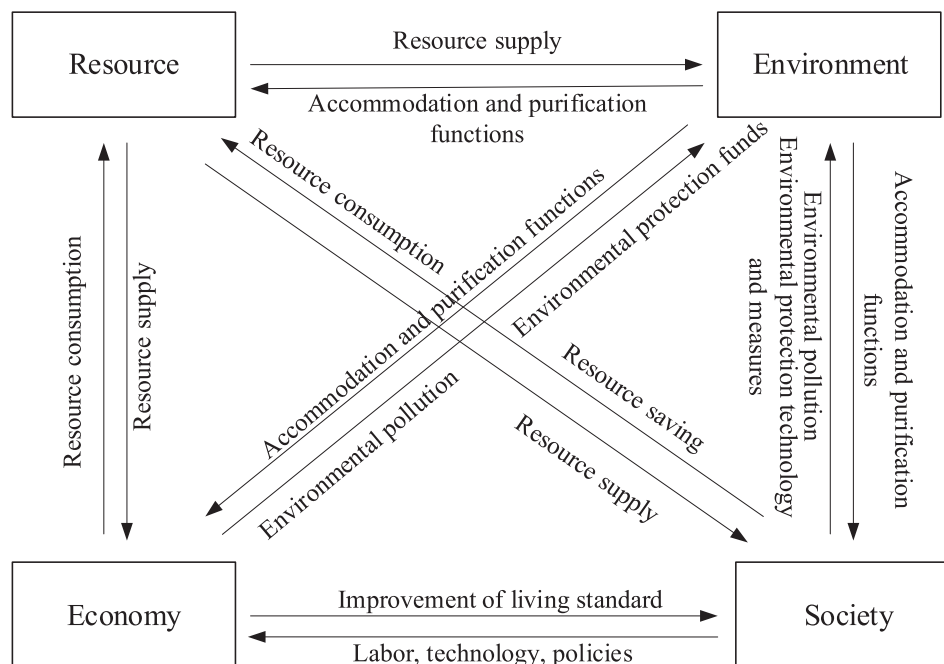 Resource
Resource supply
Environment
Accommodation and purification
functions
Resource consumption
Accommodation and purification functions
Environmental protection funds
Environmental pollution
Environmental protection technology
and measures
Accommodation and purification
functions
Resource consumption
Resource supply
Resource saving
Resource supply
Environmental pollution
Economy
Improvement of living standard
Labor, technology, policies
Society